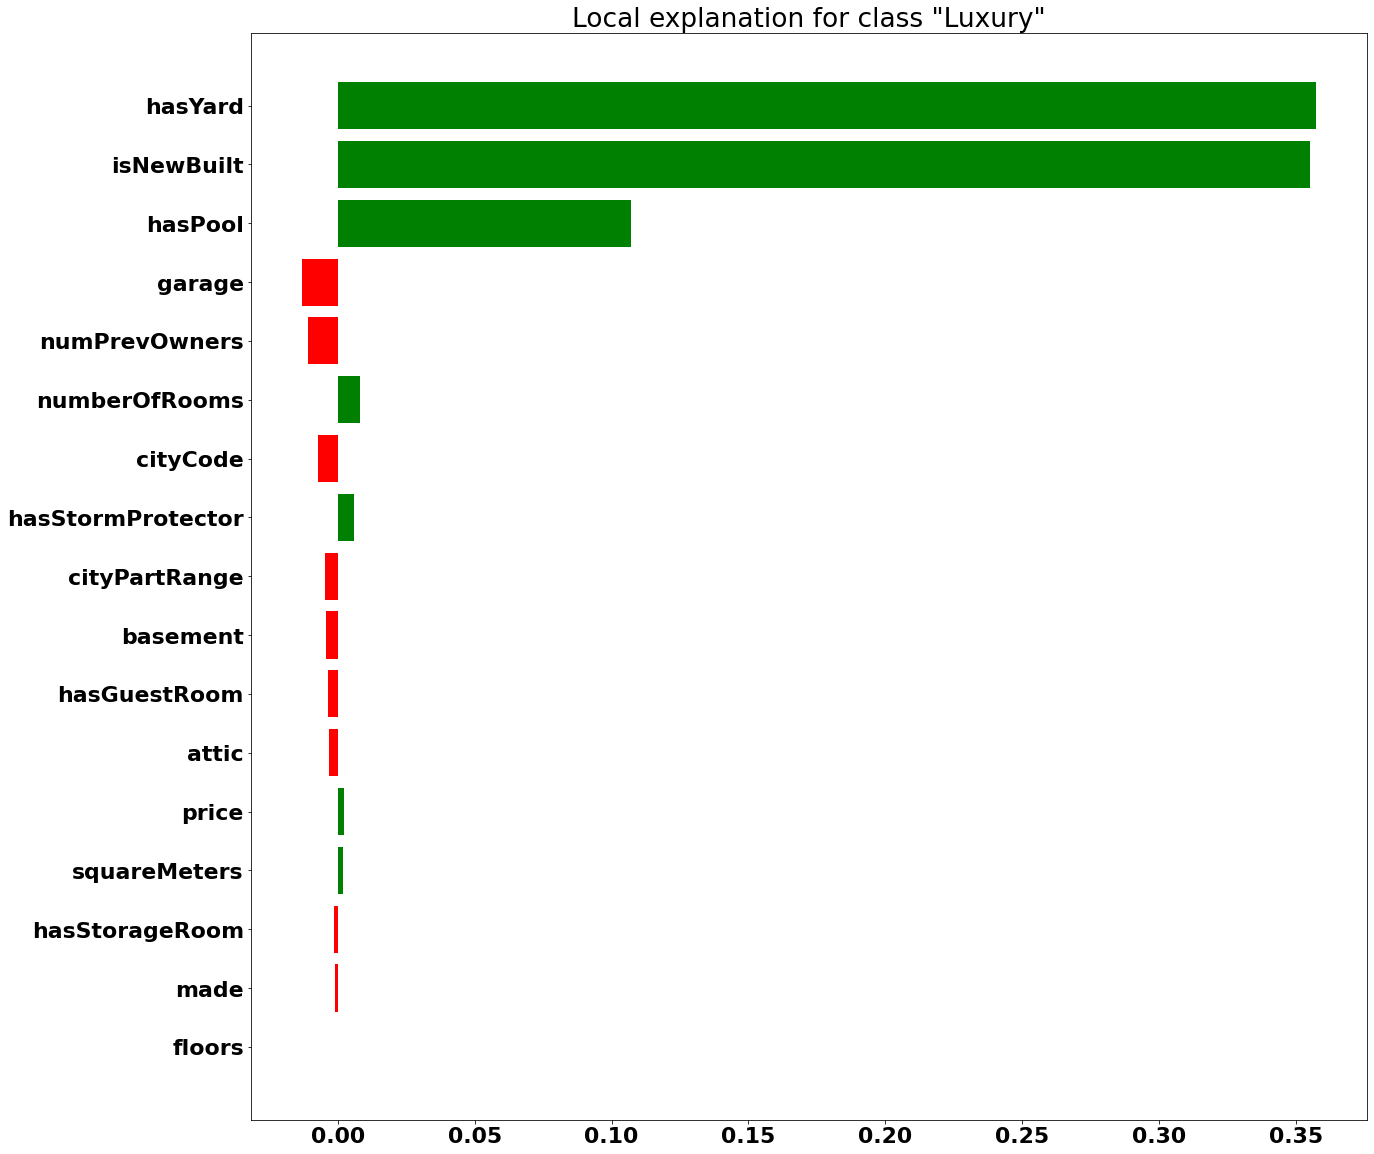 Local explanation for class "Luxury"
hasYard
isNewBuilt
hasPool
garage
numPrevOwners
numberOfRooms
cityCode
hasStormProtector
cityPartRange
basement
hasGuestRoom
attic
price
squareMeters
hasStorageRoom
made
floors
0.00 0.05 0.10 0.15 0.20 0.25 0.30 0.35